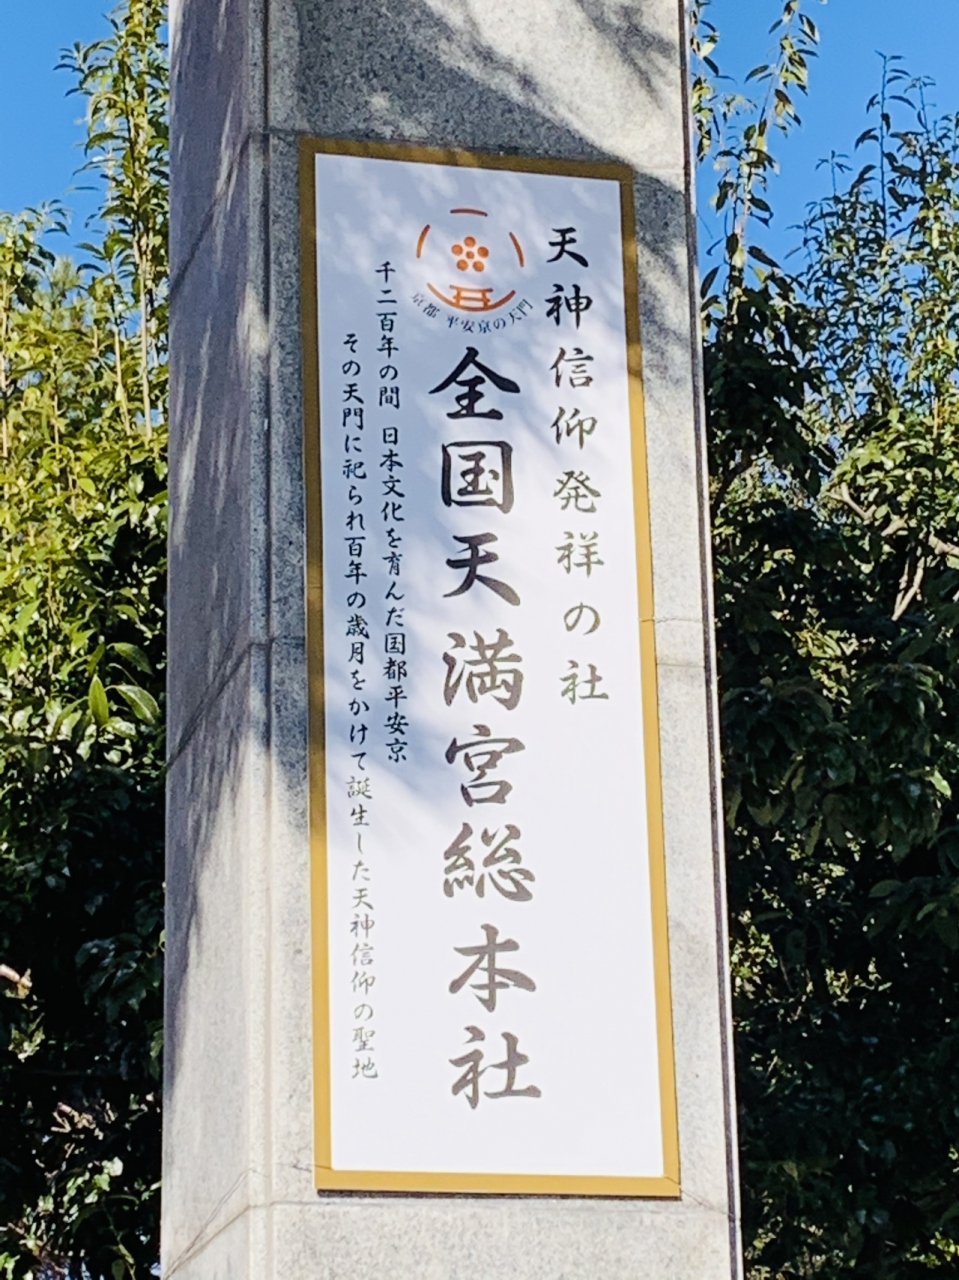 天神信仰発祥の社
京都 平安京の天門
全国天満宮総本社
千二百年の間 日本文化を育んだ国都平安京
その天門に祀られ百年の歳月をかけて誕生した天神信仰の聖地